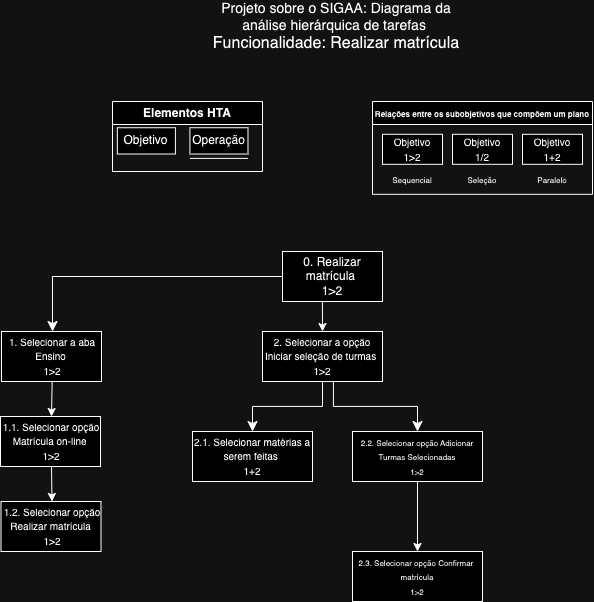 Projeto sobre o SIGAA: Diagrama da
análise hierárquica de tarefas
Funcionalidade: Realizar matrícula
Elementos HTA
Objetivo
Operação
Relações entre os subobjetivos que compõem um plano
Objetivo
1>2
Objetivo
1/2
Objetivo
1+2
Sequencial
Seleção
Paralelo
0. Realizar
matrícula
1>2
1. Selecionar a aba
Ensino
1>2
2. Selecionar a opção
Iniciar seleção de turmas
1>2
1.1. Selecionar opção
Matrícula on-line
1>2
2.1. Selecionar matérias a
serem feitas
1+2
2.2. Selecionar opção Adicionar
Turmas Selecionadas
1>2
1.2. Selecionar opção
Realizar matrícula
1>2
2.3. Selecionar opção Confirmar
matrícula
1>2